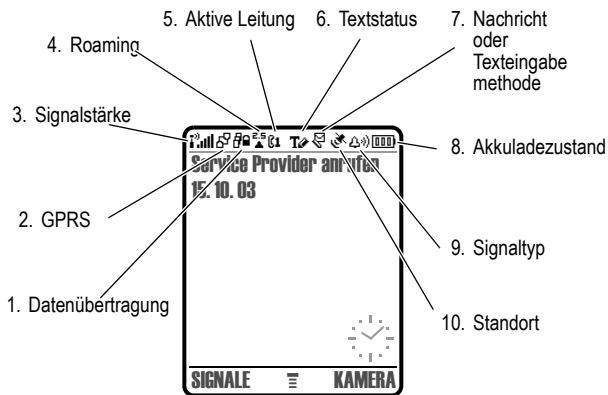 5. Aktive Leitung
6. Textstatus
7. Nachricht
oder
Texteingabe
methode
4. Roaming
3. Signalstärke
8. Akkuladezustand
Service Provider anrufen
15. 10. 03
2. GPRS
9. Signaltyp
1. Datenübertragung
10. Standort
SIGNALE
KAMERA